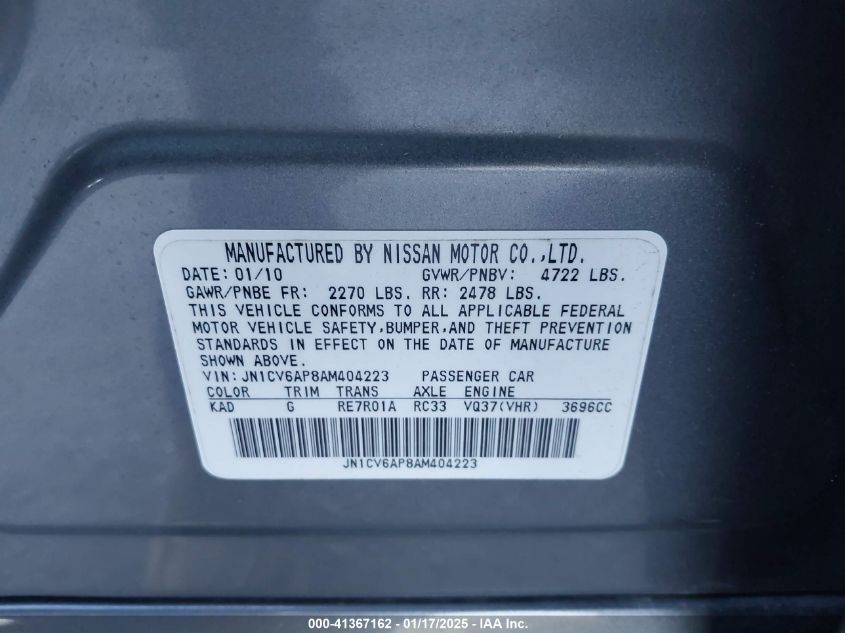 MANUFACTURED BY NISSAN MOTOR CO.,LTD.
DATE: 01/10 GVWR/PNBV: 4722 LBS.
GAWR/PNBE FR: 2270 LBS. RR: 2478 LBS.
THIS VEHICLE CONFORMS TO ALL APPLICABLE FEDERAL
MOTOR VEHICLE SAFETY,BUMPER,AND THEFT PREVENTION
STANDARDS IN EFFECT ON THE DATE OF MANUFACTURE
SHOWN ABOVE.
VIN: JN1CV6AP8AM404223 PASSENGER CAR
COLOR TRIM TRANS AXLE ENGINE
KAD G RE7R01A RC33 VQ37(VHR) 3696CC
JN1CV6AP8AM404223
000-41367162 - 01/17/2025 - IAA Inc.